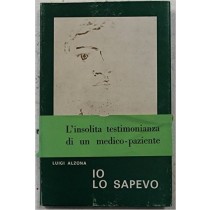 L'insolita testimonianza
di un medico-paziente
LUIGI ALZONA
IO
LO SAPEVO